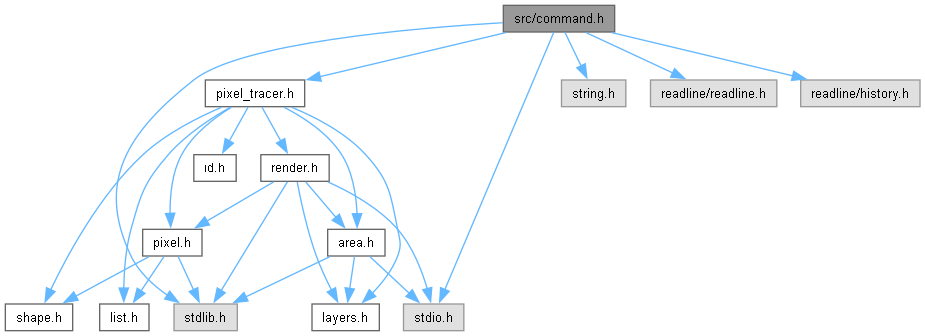 src/command.h
pixel_tracer.h
string.h
readline/readline.h
readline/history.h
id.h
render.h
pixel.h
area.h
shape.h
list.h
stdlib.h
layers.h
stdio.h